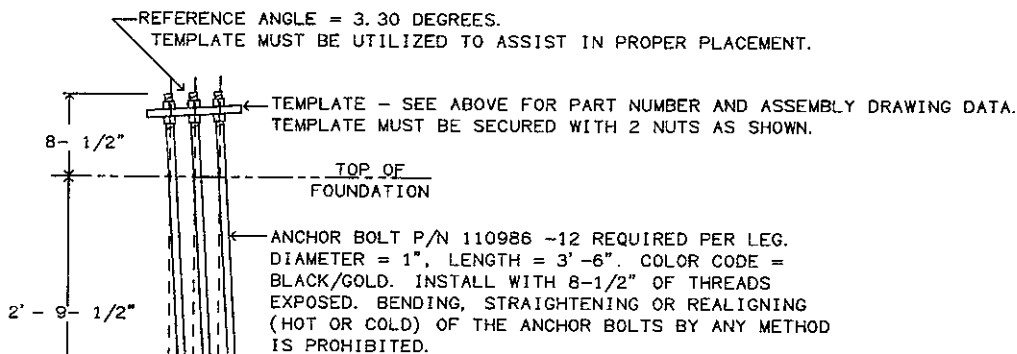 REFERENCE ANGLE = 3.30 DEGREES.
TEMPLATE MUST BE UTILIZED TO ASSIST IN PROPER PLACEMENT.
TEMPLATE - SEE ABOVE FOR PART NUMBER AND ASSEMBLY DRAWING DATA.
TEMPLATE MUST BE SECURED WITH 2 NUTS AS SHOWN.
8- 1/2"
TOP OF
FOUNDATION
ANCHOR BOLT P/N 110986 -12 REQUIRED PER LEG.
DIAMETER = 1", LENGTH = 3'-6". COLOR CODE =
BLACK/GOLD. INSTALL WITH 8-1/2" OF THREADS
EXPOSED. BENDING, STRAIGHTENING OR REALIGNING
(HOT OR COLD) OF THE ANCHOR BOLTS BY ANY METHOD
IS PROHIBITED.
2' - 9- 1/2"